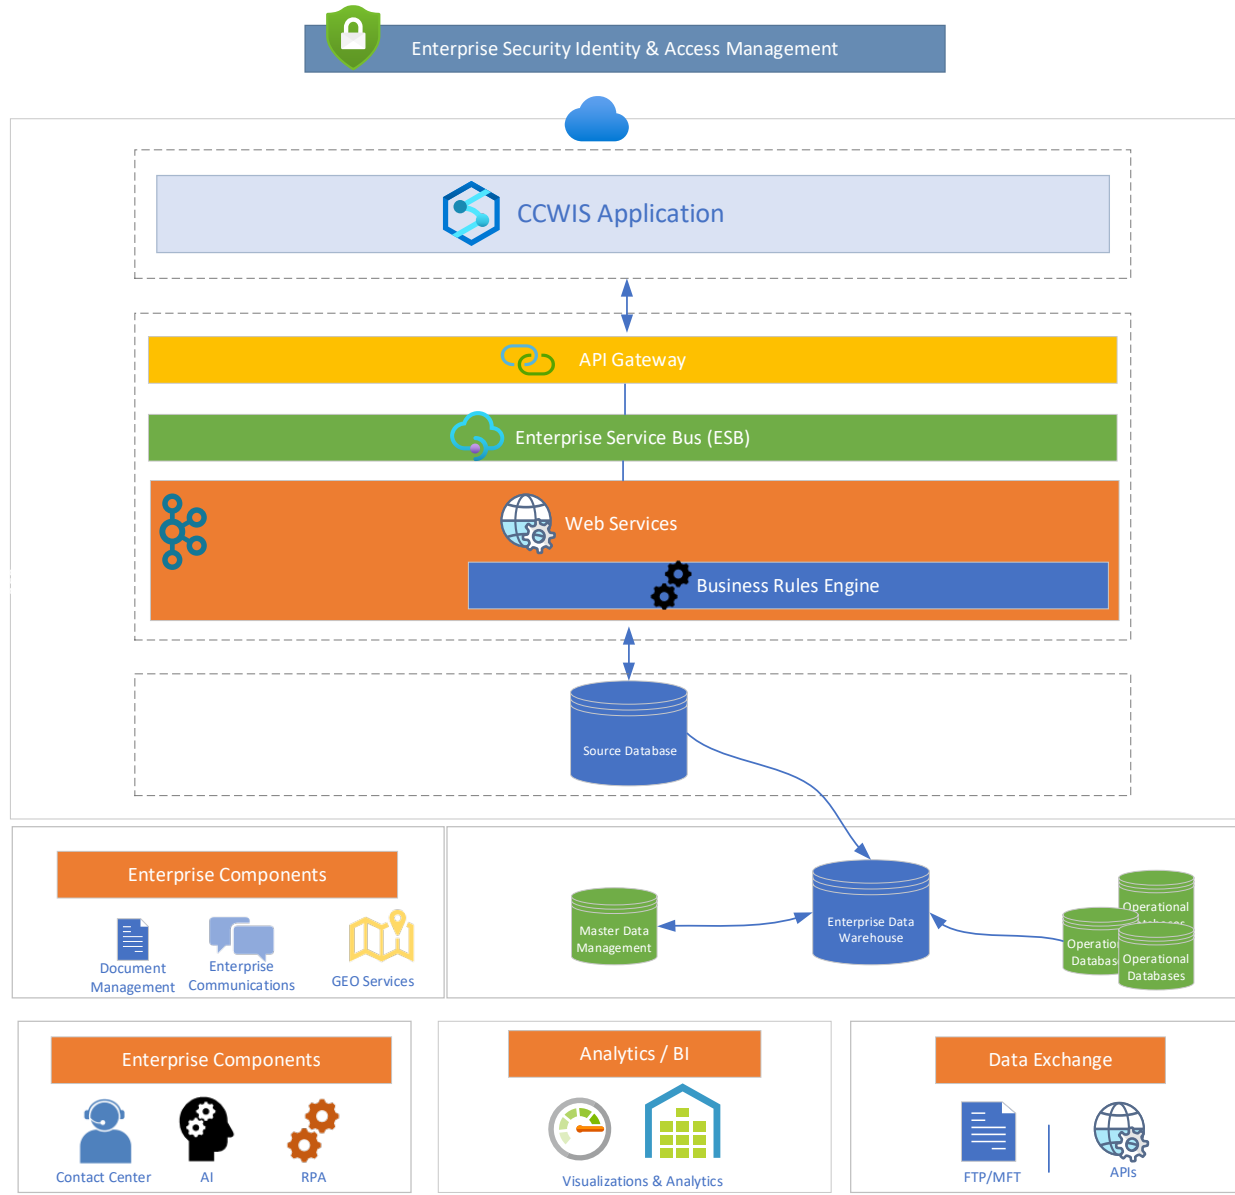 Enterprise Security Identity & Access Management
CCWIS Application
API Gateway
Enterprise Service Bus (ESB)
Web Services
Business Rules Engine
Source Database
Enterprise Components
Document
Management
Enterprise
Communications
GEO Services
Master Data
Management
Enterprise Data
Warehouse
Operational
Databases
Operational
Databases
Enterprise Components
Contact Center
AI
RPA
Analytics / BI
Visualizations & Analytics
Data Exchange
FTP/MFT
APIs